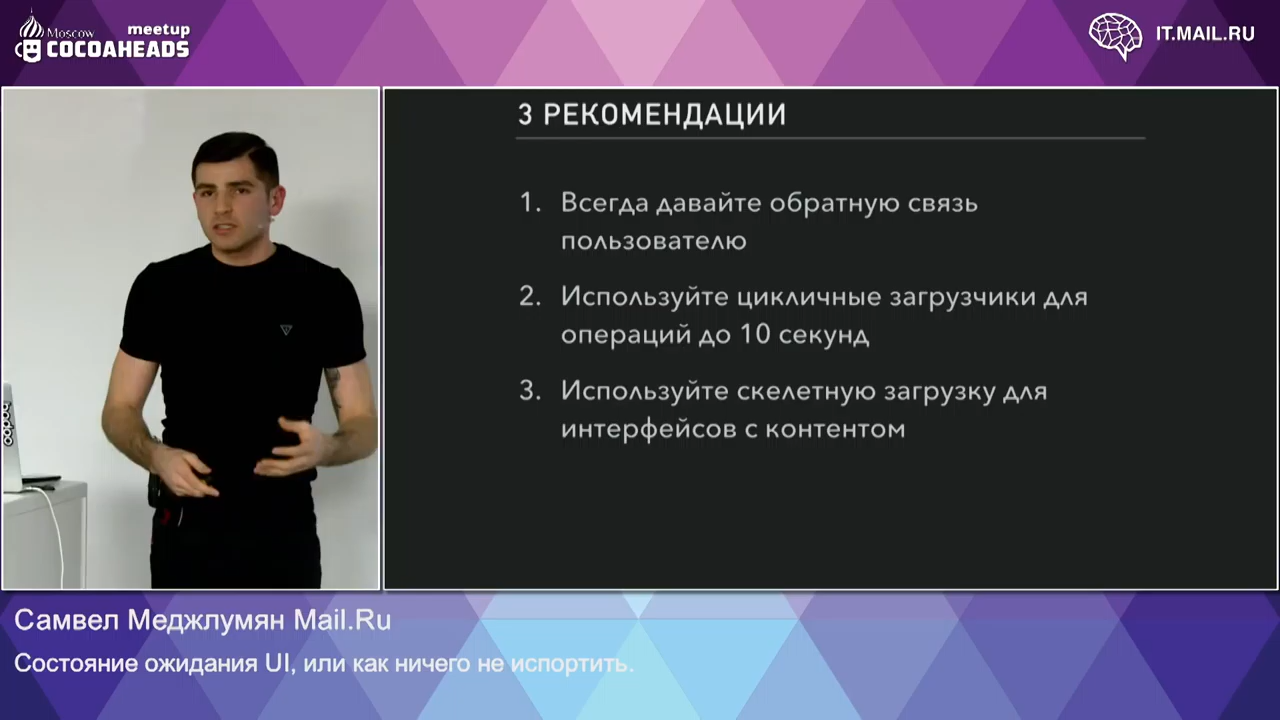 Moscow meetup
COCOAHEADS
IT.MAIL.RU
3 РЕКОМЕНДАЦИИ
1. Всегда давайте обратную связь
пользователю
2. Используйте цикличные загрузчики для
операций до 10 секунд
3. Используйте скелетную загрузку для
интерфейсов с контентом
Самвел Меджлумян Mail.Ru
Состояние ожидания UI, или как ничего не испортить.